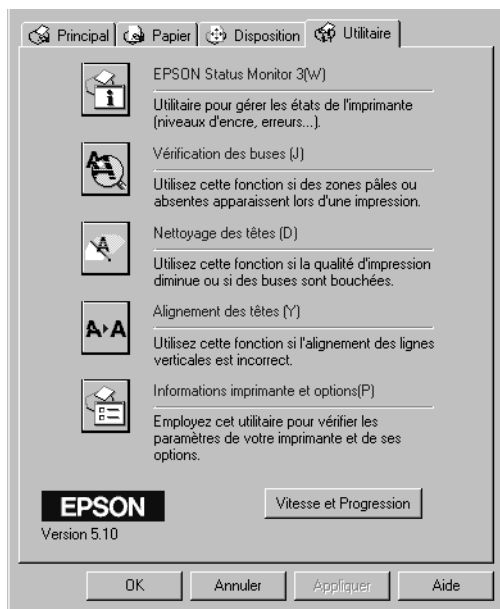 Principal Papier Disposition Utilitaire
EPSON Status Monitor 3(W)
Utilitaire pour gérer les états de l'imprimante
(niveaux d'encre, erreurs...).
Vérification des buses (J)
Utilisez cette fonction si des zones pâles ou
absentes apparaissent lors d'une impression.
Nettoyage des têtes (D)
Utilisez cette fonction si la qualité d'impression
diminue ou si des buses sont bouchées.
Alignement des têtes (Y)
A A
Utilisez cette fonction si l'alignement des lignes
verticales est incorrect.
Informations imprimante et options(P)
Employez cet utilitaire pour vérifier les
paramètres de votre imprimante et de ses
options.
EPSON
Vitesse et Progression
Version 5.10
OK Annuler Appliquer Aide